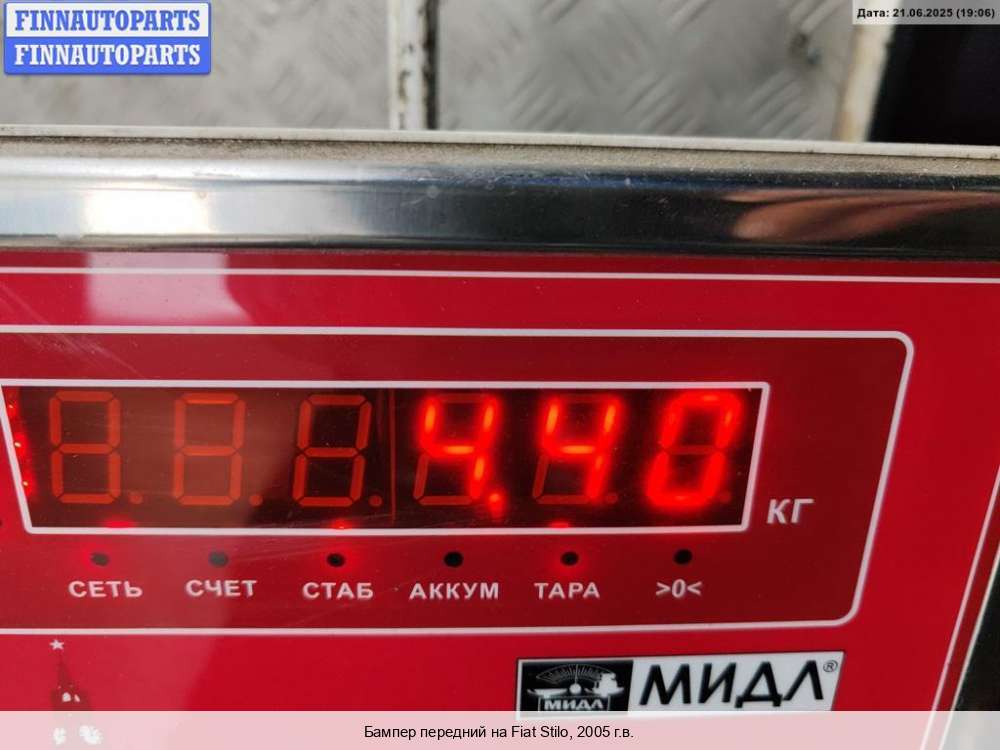 FINNAUTOPARTS
FINNAUTOPARTS
Дата: 21.06.2025 (19:06)
4.40
КГ
СЕТЬ СЧЕТ СТАБ АККУМ ТАРА >0<
МИДЛ МИДЛ®
Бампер передний на Fiat Stilo, 2005 г.в.